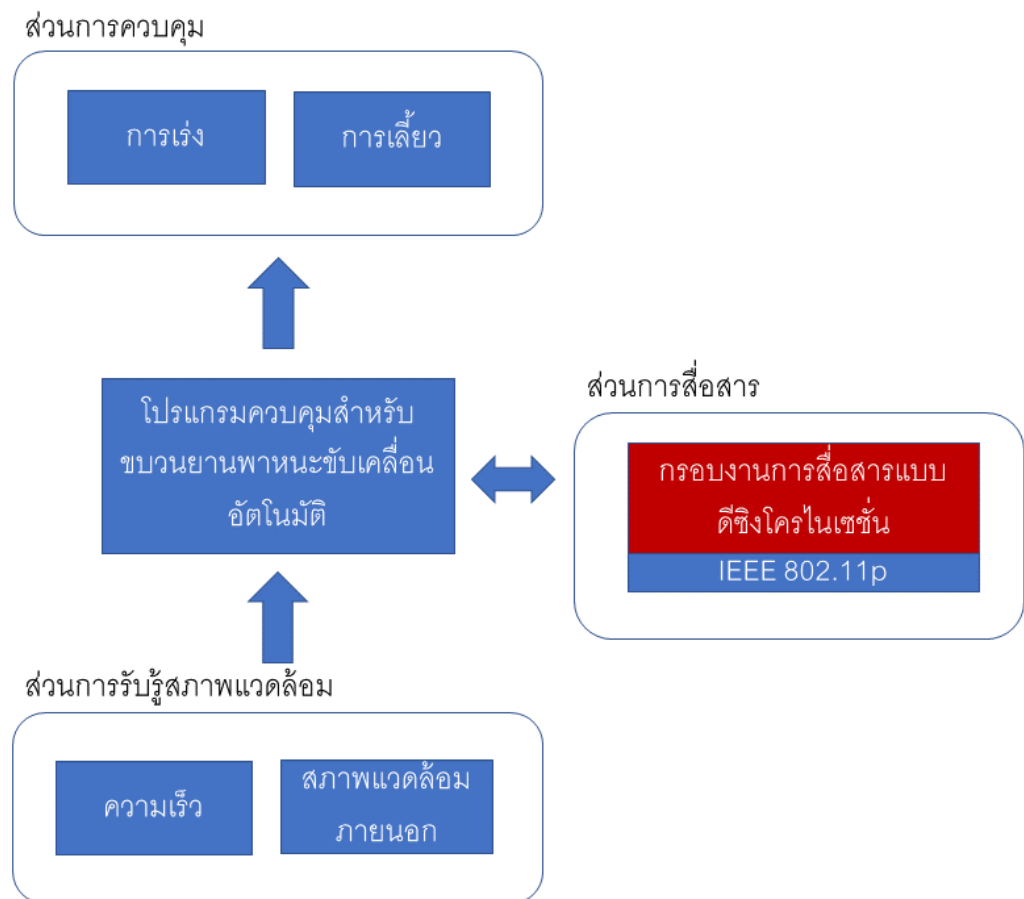 ส่วนการควบคุม
การเร่ง
การเลี้ยว
โปรแกรมควบคุมสำหรับ
ขบวนยานพาหนะขับเคลื่อน
อัตโนมัติ
ส่วนการสื่อสาร
กรอบงานการสื่อสารแบบ
ดีซิงโครไนเซชั่น
IEEE 802.11p
ส่วนการรับรู้สภาพแวดล้อม
ความเร็ว
สภาพแวดล้อม
ภายนอก